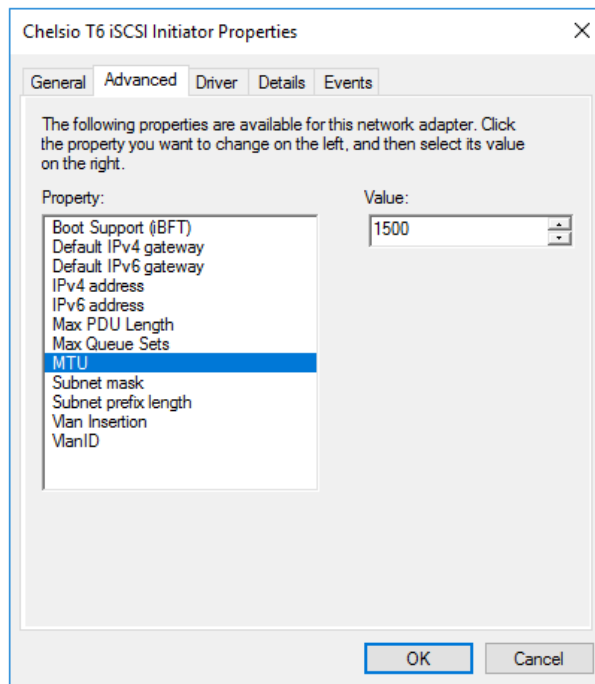 Chelsio T6 iSCSI Initiator Properties
General Advanced Driver Details Events
The following properties are available for this network adapter. Click
the property you want to change on the left, and then select its value
on the right.
Property:
Value:
Boot Support (iBFT)
Default IPv4 gateway
Default IPv6 gateway
IPv4 address
IPv6 address
Max PDU Length
Max Queue Sets
MTU
Subnet mask
Subnet prefix length
Vlan Insertion
VlanID
1500
OK
Cancel